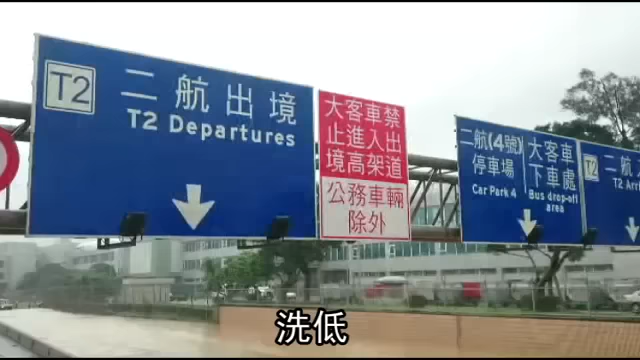 T2
二航出境
T2 Departures
大客車禁
止進入出
境高架道
公務車輛
除外
二航(4號)
停車場
Car Park 4
大客車
下車處
Bus drop-off
area
T2
二航
洗低